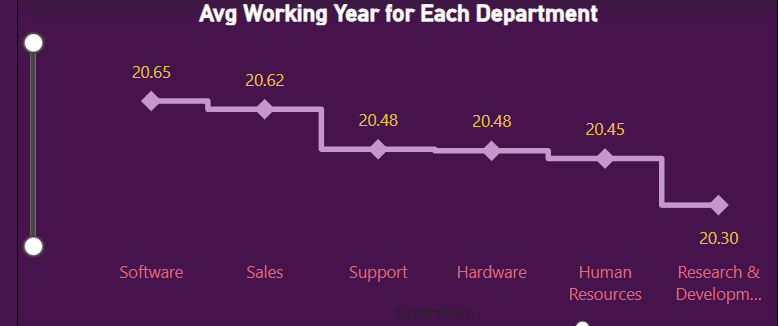 Avg Working Year for Each Department
20.65
20.62
20.48
20.48
20.45
20.30
Software
Sales
Support
Hardware
Human
Resources
Research &
Developm...
Department